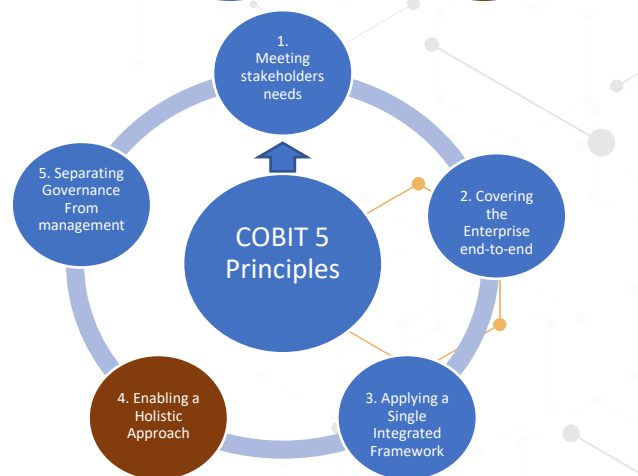 1.
Meeting
stakeholders
needs
5. Separating
Governance
From
management
2. Covering
the
Enterprise
end-to-end
COBIT 5
Principles
4. Enabling a
Holistic
Approach
3. Applying a
Single
Integrated
Framework